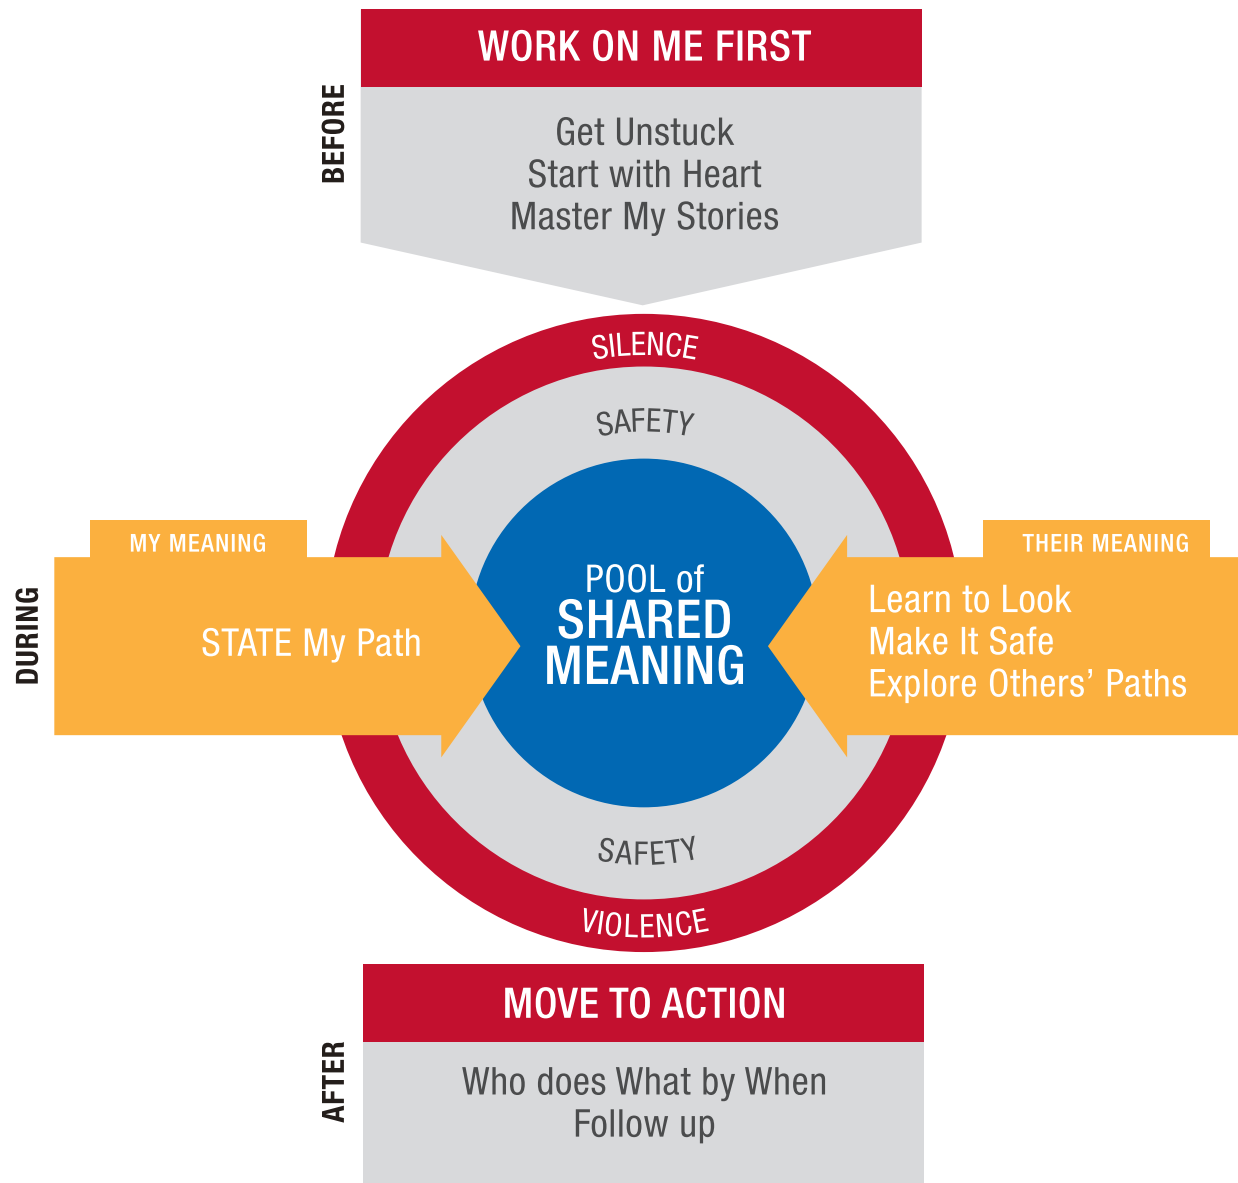 BEFORE
WORK ON ME FIRST
Get Unstuck
Start with Heart
Master My Stories
SILENCE
SAFETY
DURING
MY MEANING
STATE My Path
POOL of
SHARED
MEANING
THEIR MEANING
Learn to Look
Make It Safe
Explore Others’ Paths
SAFETY
VIOLENCE
AFTER
MOVE TO ACTION
Who does What by When
Follow up